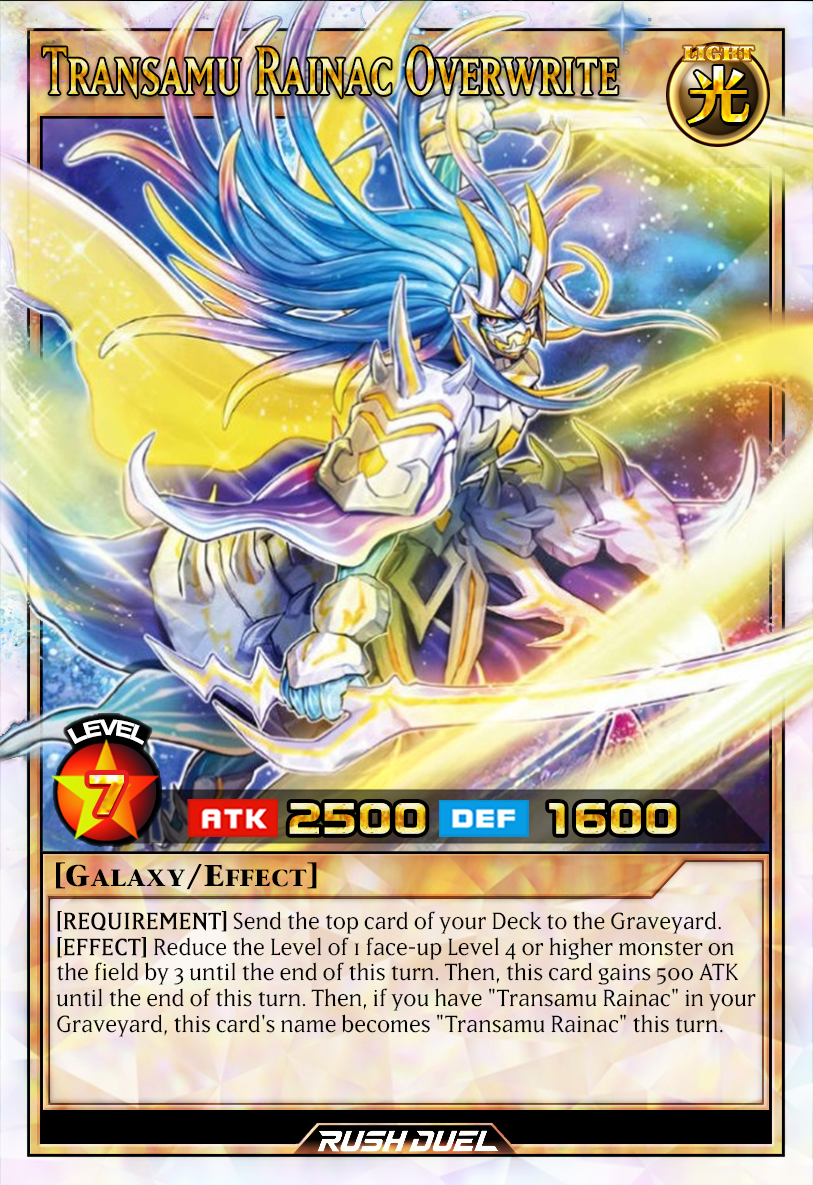 Transamu Rainac Overwrite
LIGHT
光
LEVEL
7
ATK 2500 DEF 1600
[Galaxy/Effect]
[REQUIREMENT] Send the top card of your Deck to the Graveyard.
[EFFECT] Reduce the Level of 1 face-up Level 4 or higher monster on
the field by 3 until the end of this turn. Then, this card gains 500 ATK
until the end of this turn. Then, if you have "Transamu Rainac" in your
Graveyard, this card's name becomes "Transamu Rainac" this turn.
RUSH DUEL